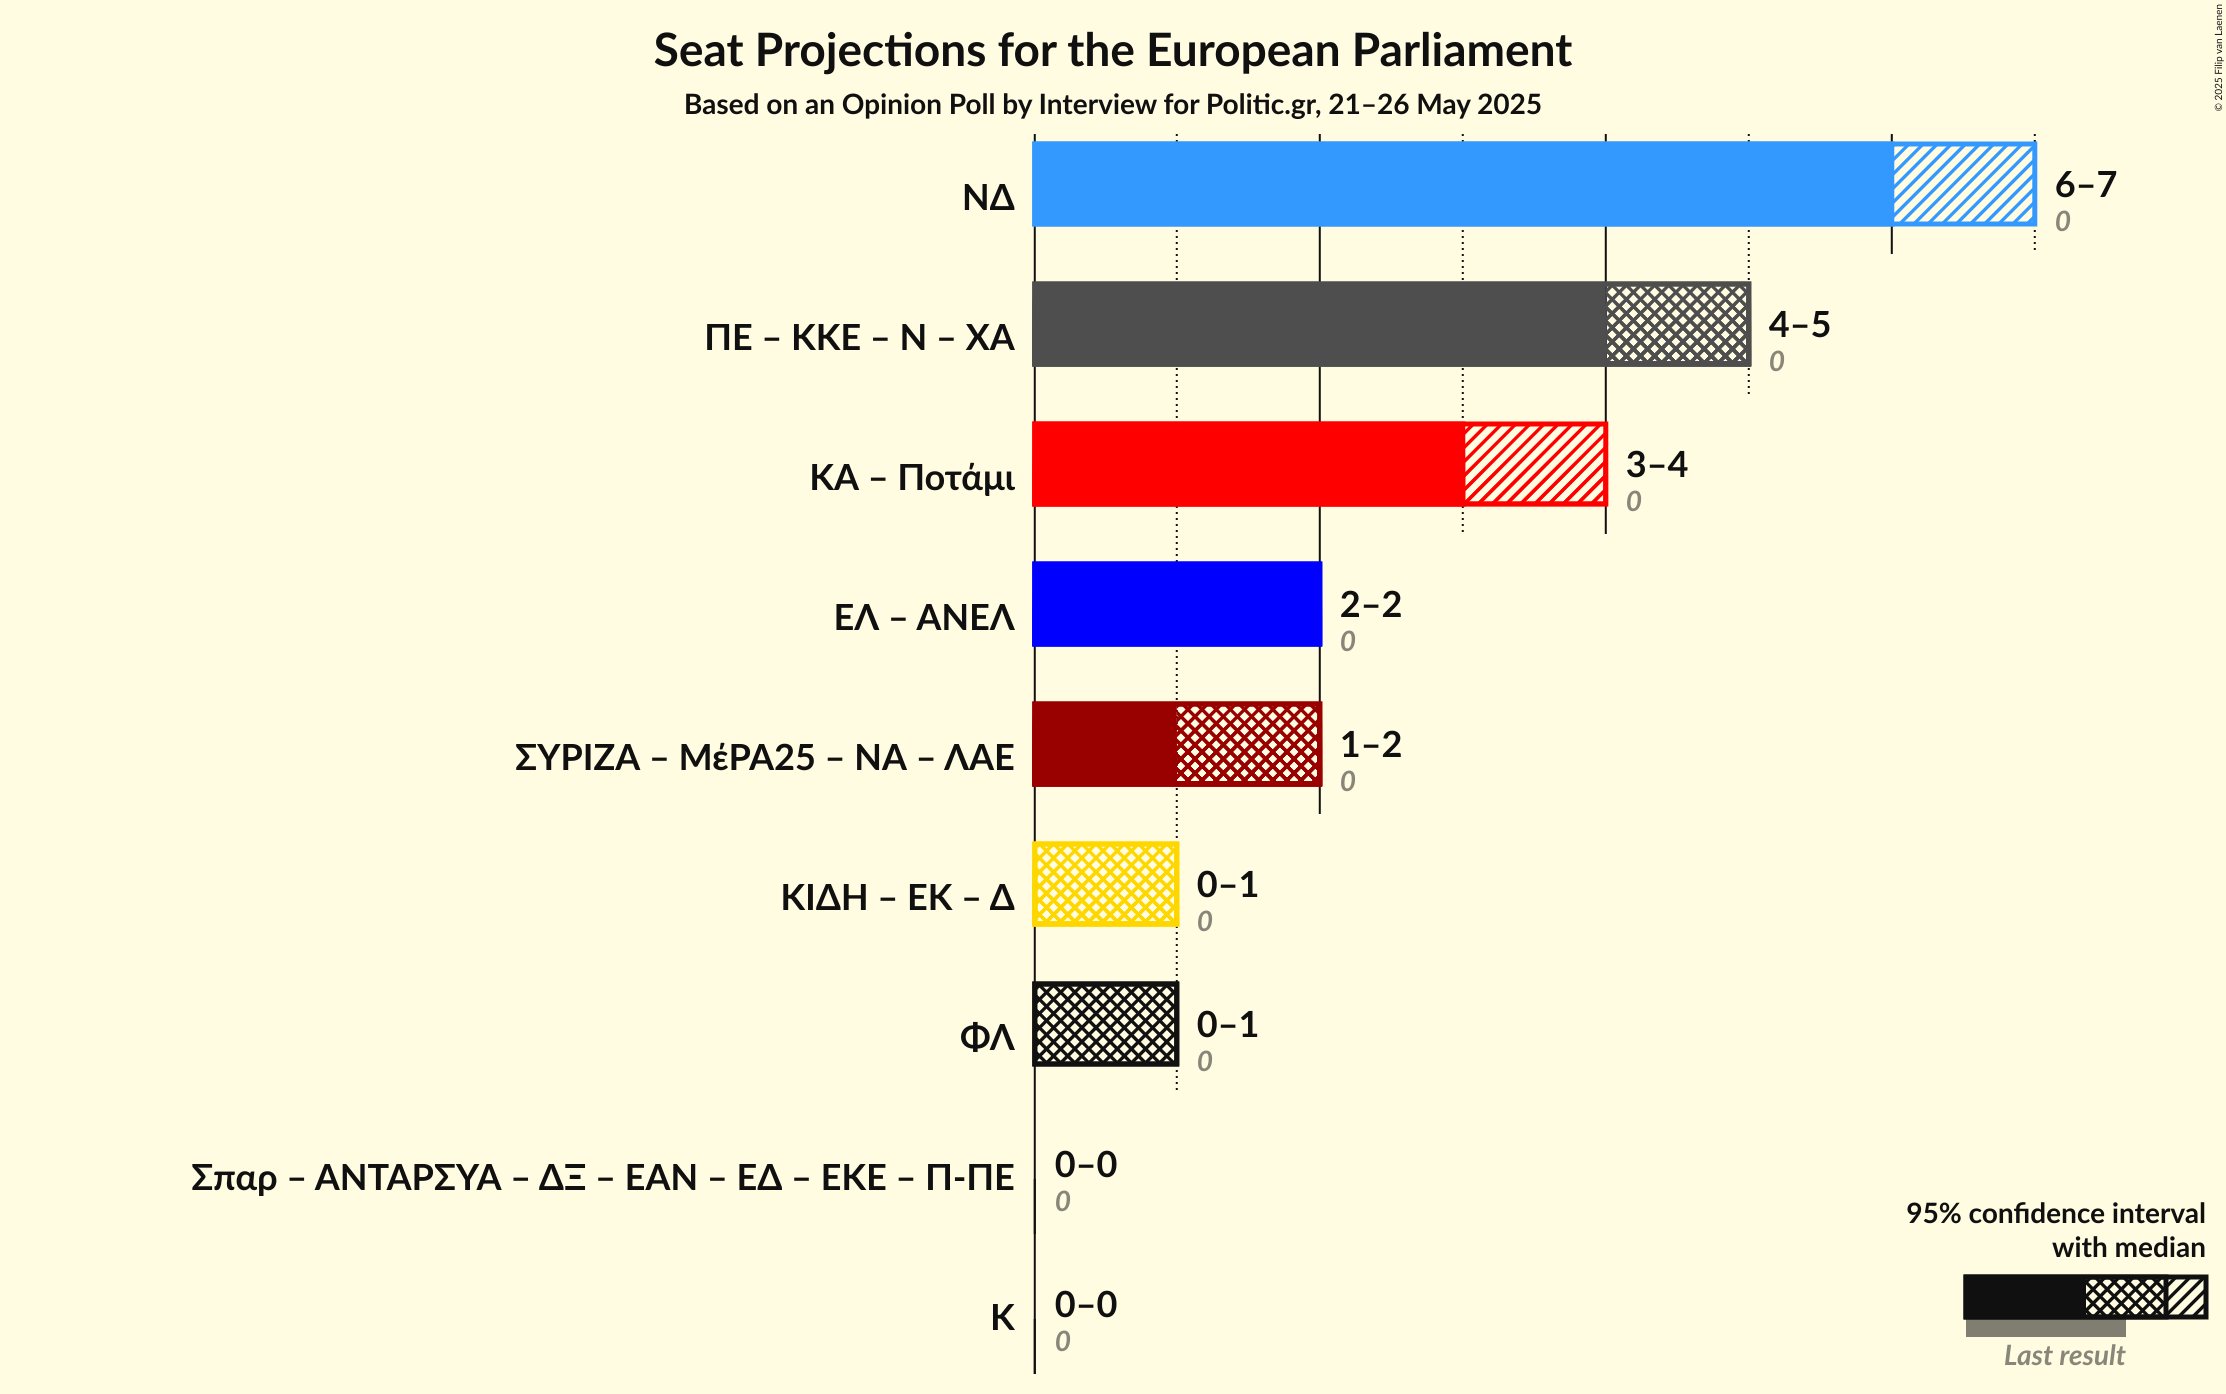 Seat Projections for the European Parliament
Based on an Opinion Poll by Interview for Politic.gr, 21–26 May 2025
© 2025 Filip van Laenen
ΝΔ
6–7
0
ΠΕ – ΚΚΕ – Ν – ΧΑ
4–5
0
ΚΑ – Ποτάμι
3–4
0
ΕΛ – ΑΝΕΛ
2–2
0
ΣΥΡΙΖΑ – ΜέΡΑ25 – ΝΑ – ΛΑΕ
1–2
0
ΚΙΔΗ – ΕΚ – Δ
0–1
0
ΦΛ
0–1
0
Σπαρ – ΑΝΤΑΡΣΥΑ – ΔΞ – ΕΑΝ – ΕΔ – ΕΚΕ – Π-ΠΕ
0–0
0
Κ
0–0
0
95% confidence interval
with median
Last result